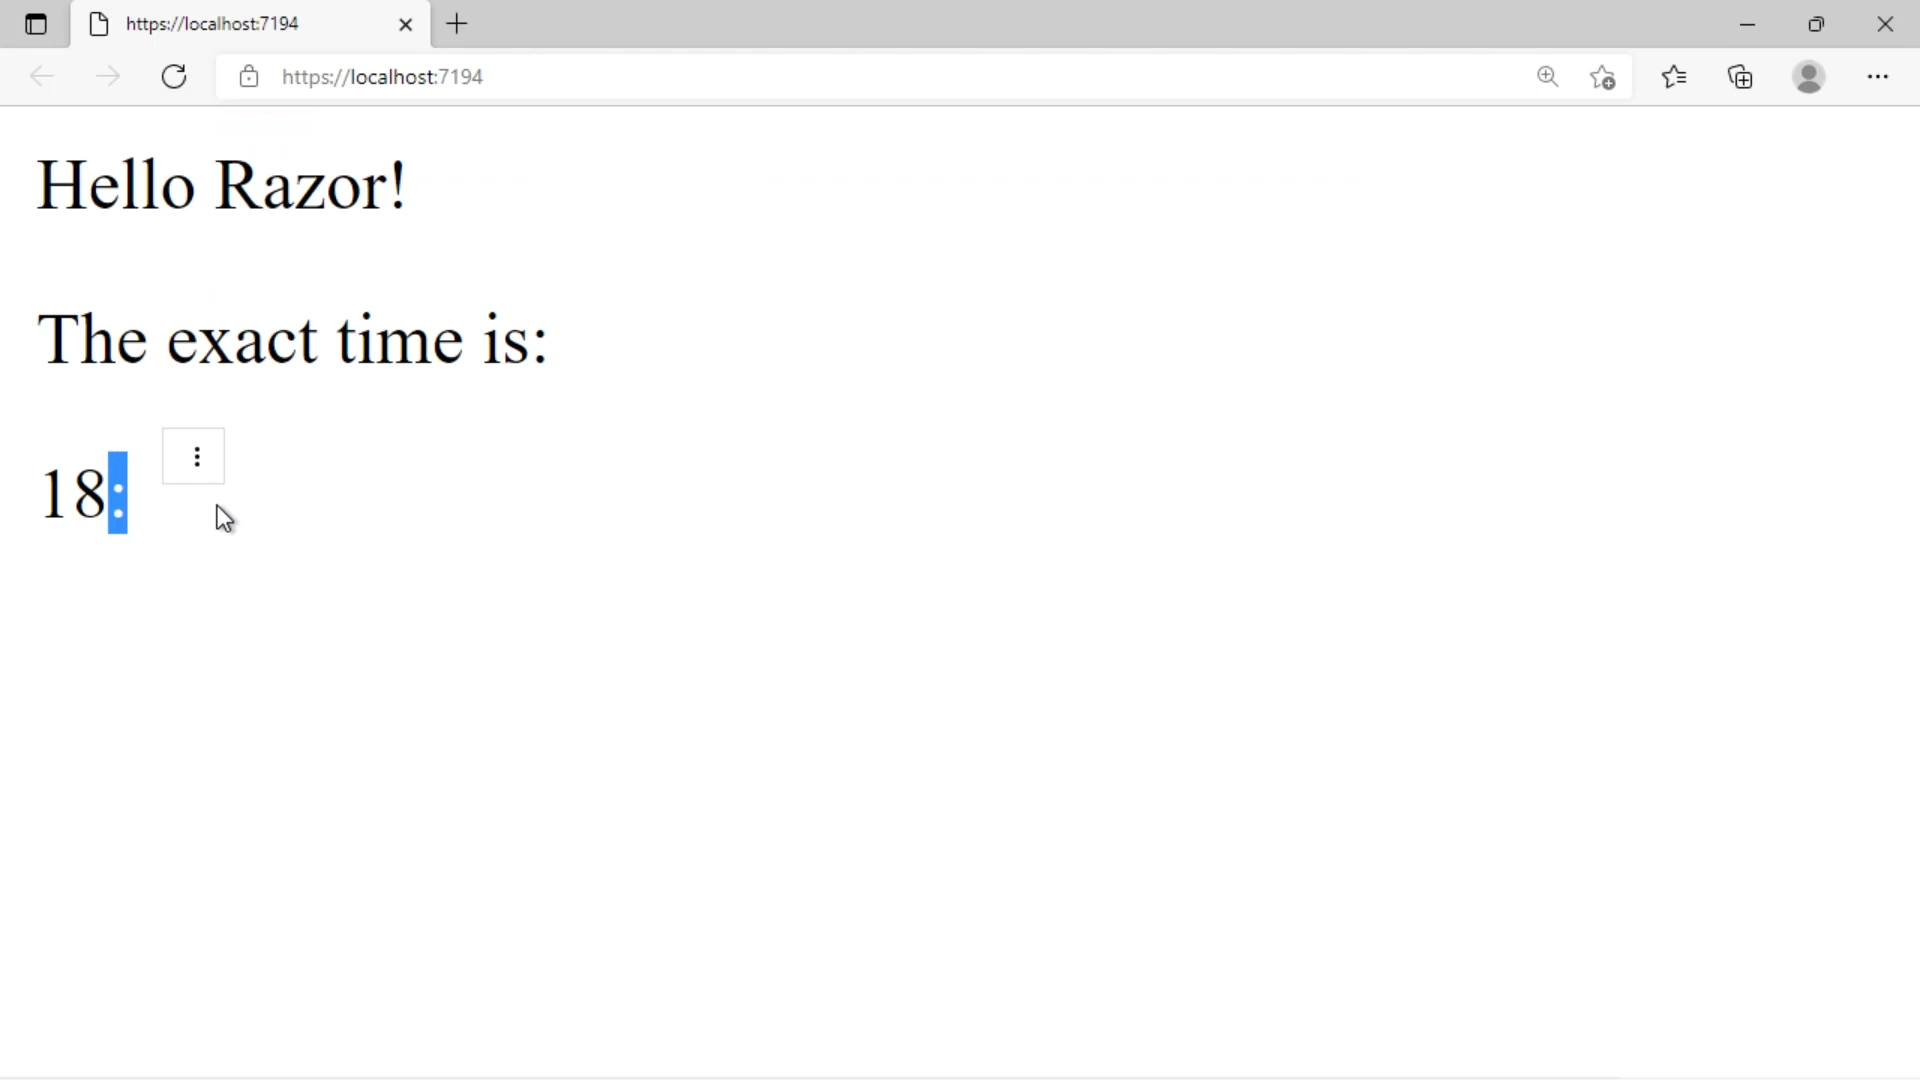 https://localhost:7194
https://localhost:7194
Hello Razor!
The exact time is:
18: